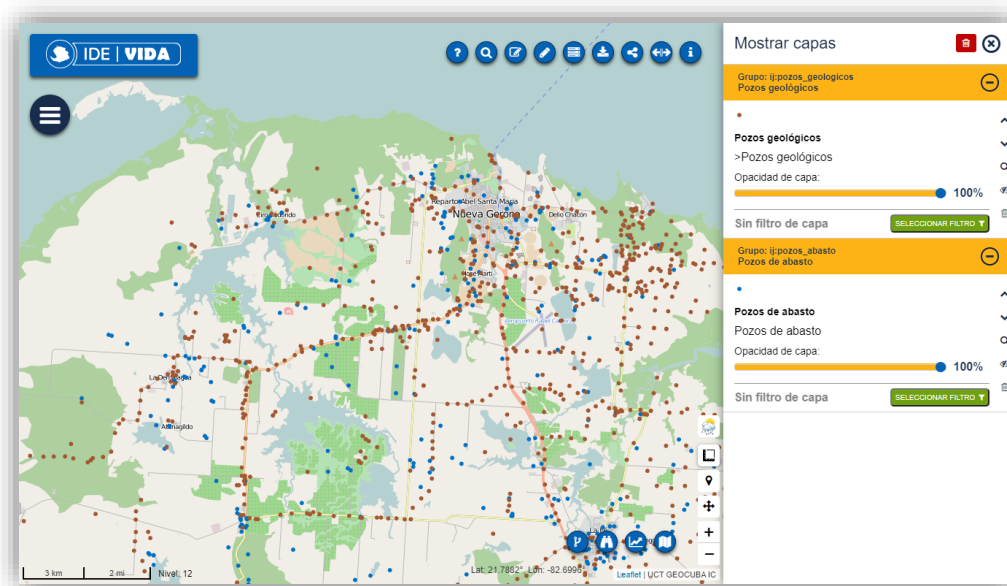 IDE | VIDA
Mostrar capas
Grupo: ij:pozos_geologicos
Pozos geológicos
Pozos geológicos
>Pozos geológicos
Opacidad de capa:
100%
Sin filtro de capa
SELECCIONAR FILTRO
Grupo: ij:pozos_abasto
Pozos de abasto
Pozos de abasto
Pozos de abasto
Opacidad de capa:
100%
Sin filtro de capa
SELECCIONAR FILTRO
Reparto Abel Santa María
Nueva Gerona
Delio Chacón
José Martí
La Demajagua
3 km
2 mi
Nivel: 12
Lat: 21.7882°, Lon: -82.6996°
Leaflet | UCT GEOCUBA IC